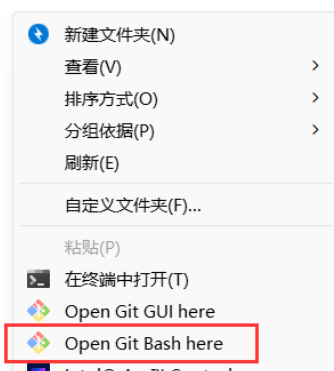 新建文件夹(N)
查看(V)
排序方式(O)
分组依据(P)
刷新(E)
自定义文件夹(F)...
粘贴(P)
在终端中打开(T)
Open Git GUI here
Open Git Bash here